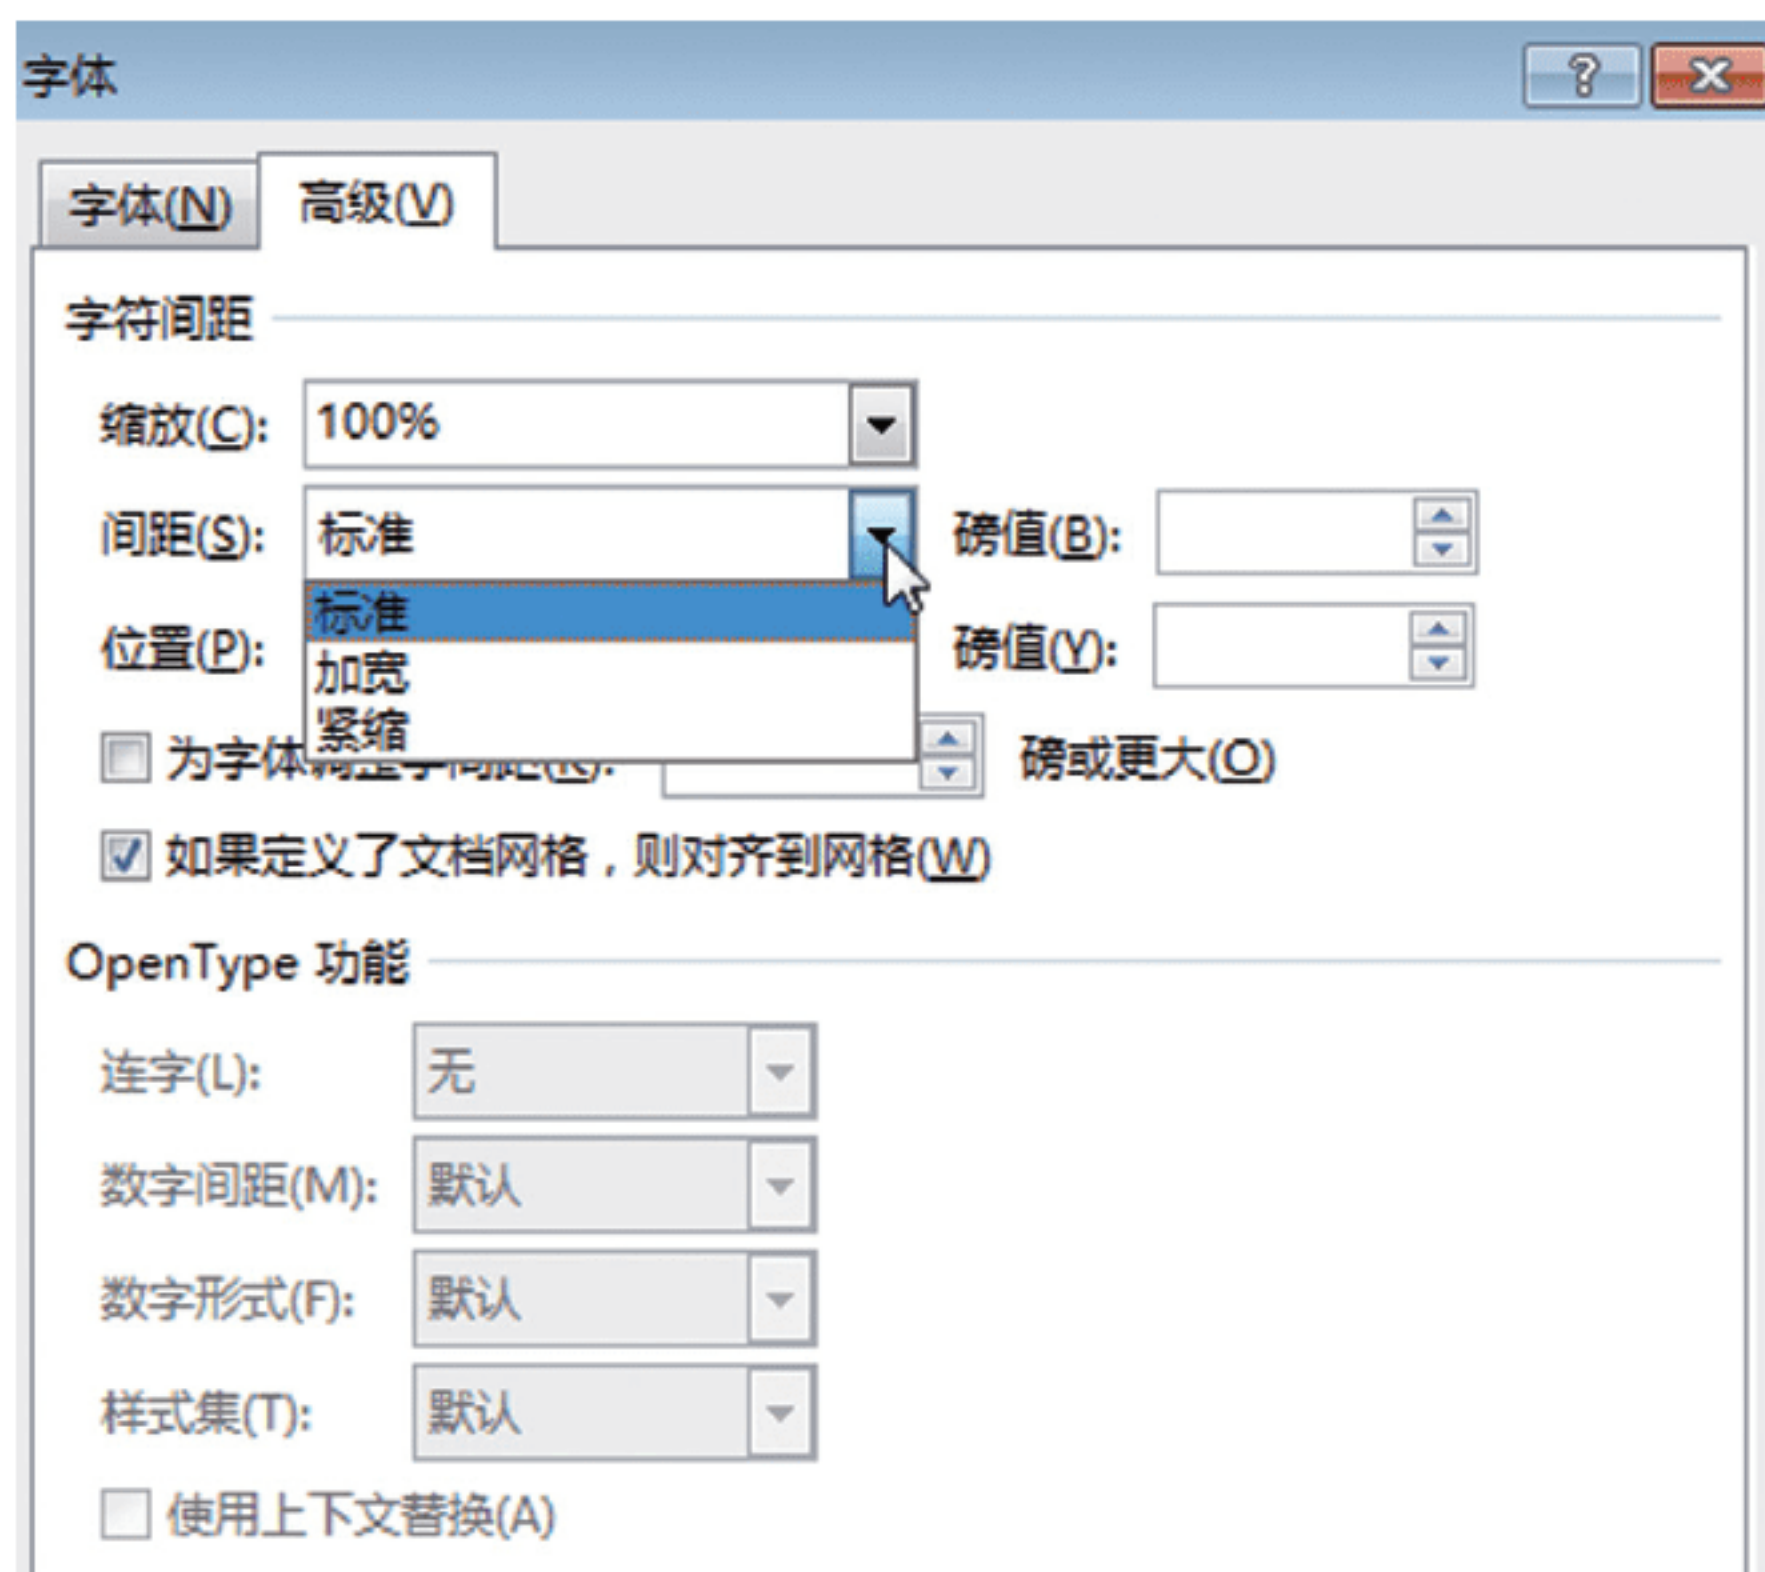 字体
字体(N) 高级(V)
字符间距
缩放(C): 100%
间距(S): 标准 磅值(B):
标准
位置(P): 磅值(Y):
加宽
紧缩
为字体 磅或更大(O)
如果定义了文档网格，则对齐到网格(W)
OpenType 功能
连字(L): 无
数字间距(M): 默认
数字形式(F): 默认
样式集(T): 默认
使用上下文替换(A)